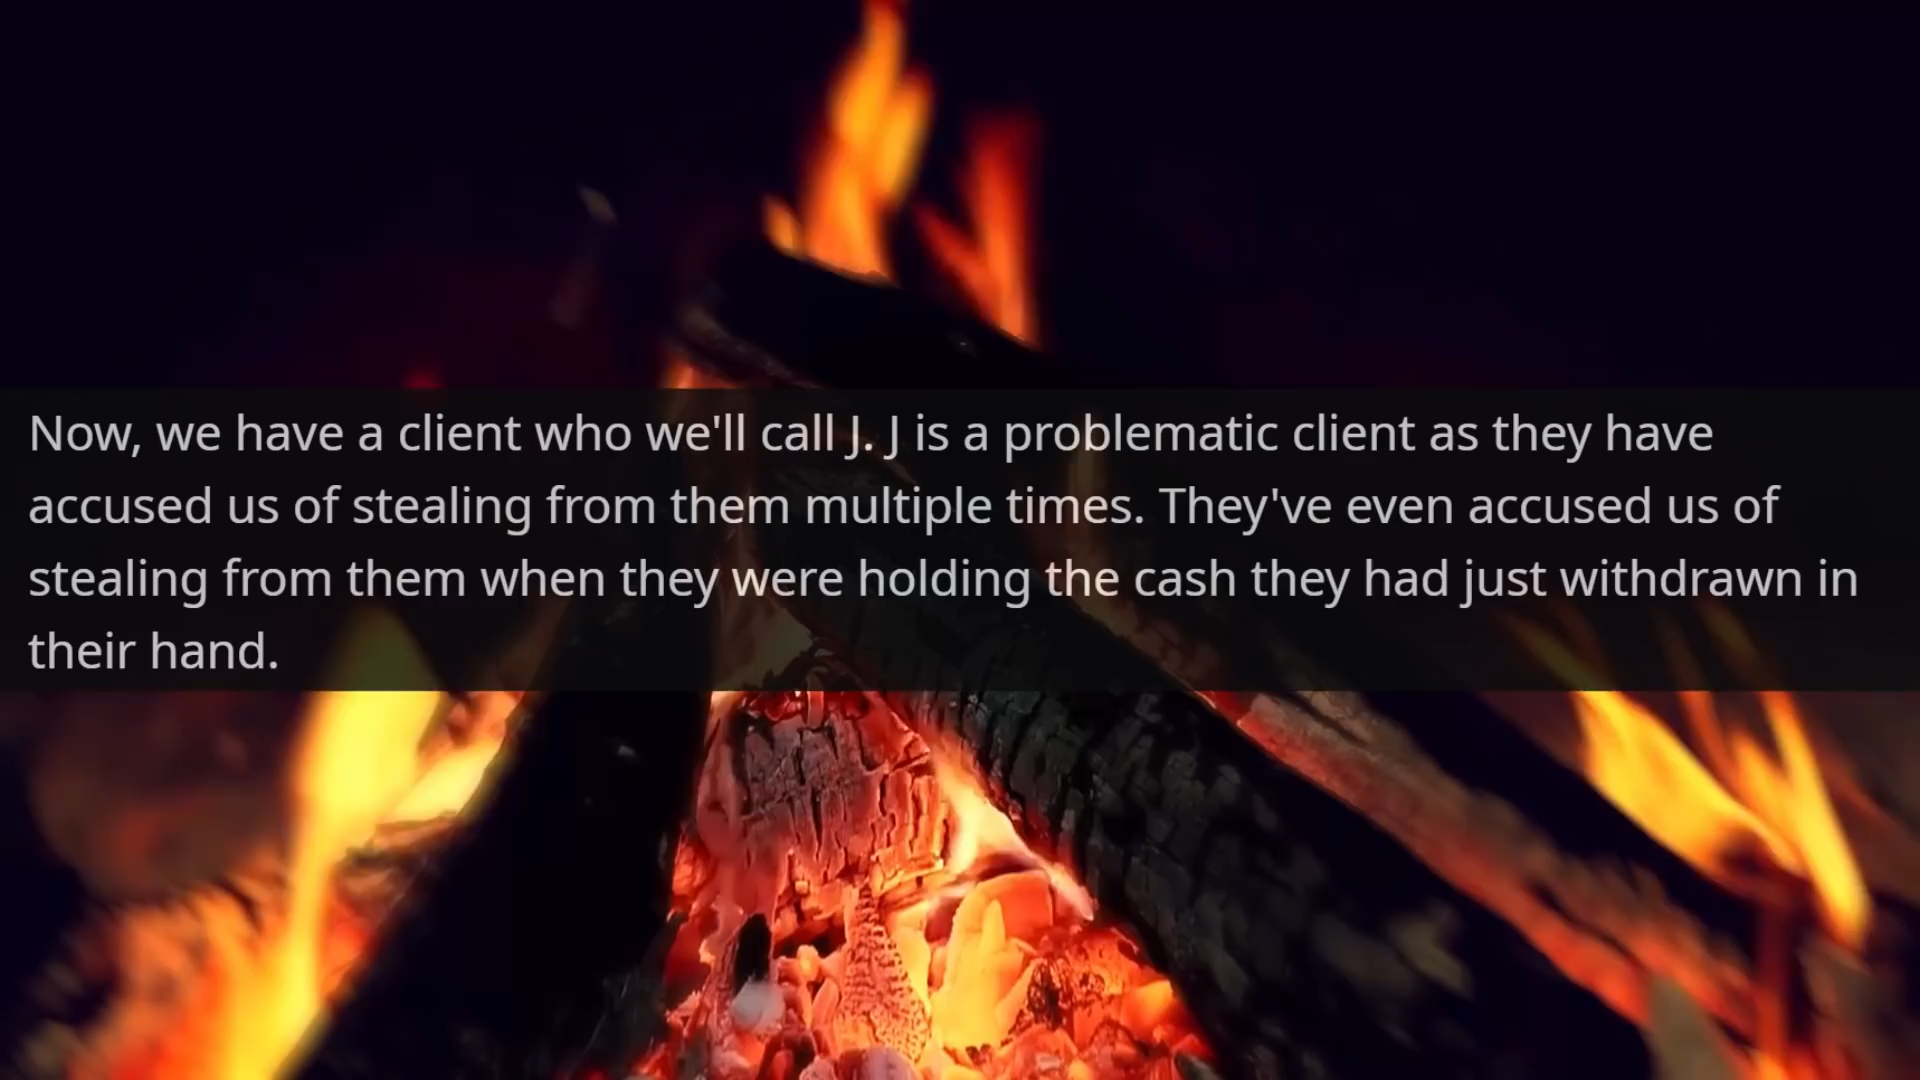 Now, we have a client who we'll call J. J is a problematic client as they have
accused us of stealing from them multiple times. They've even accused us of
stealing from them when they were holding the cash they had just withdrawn in
their hand.